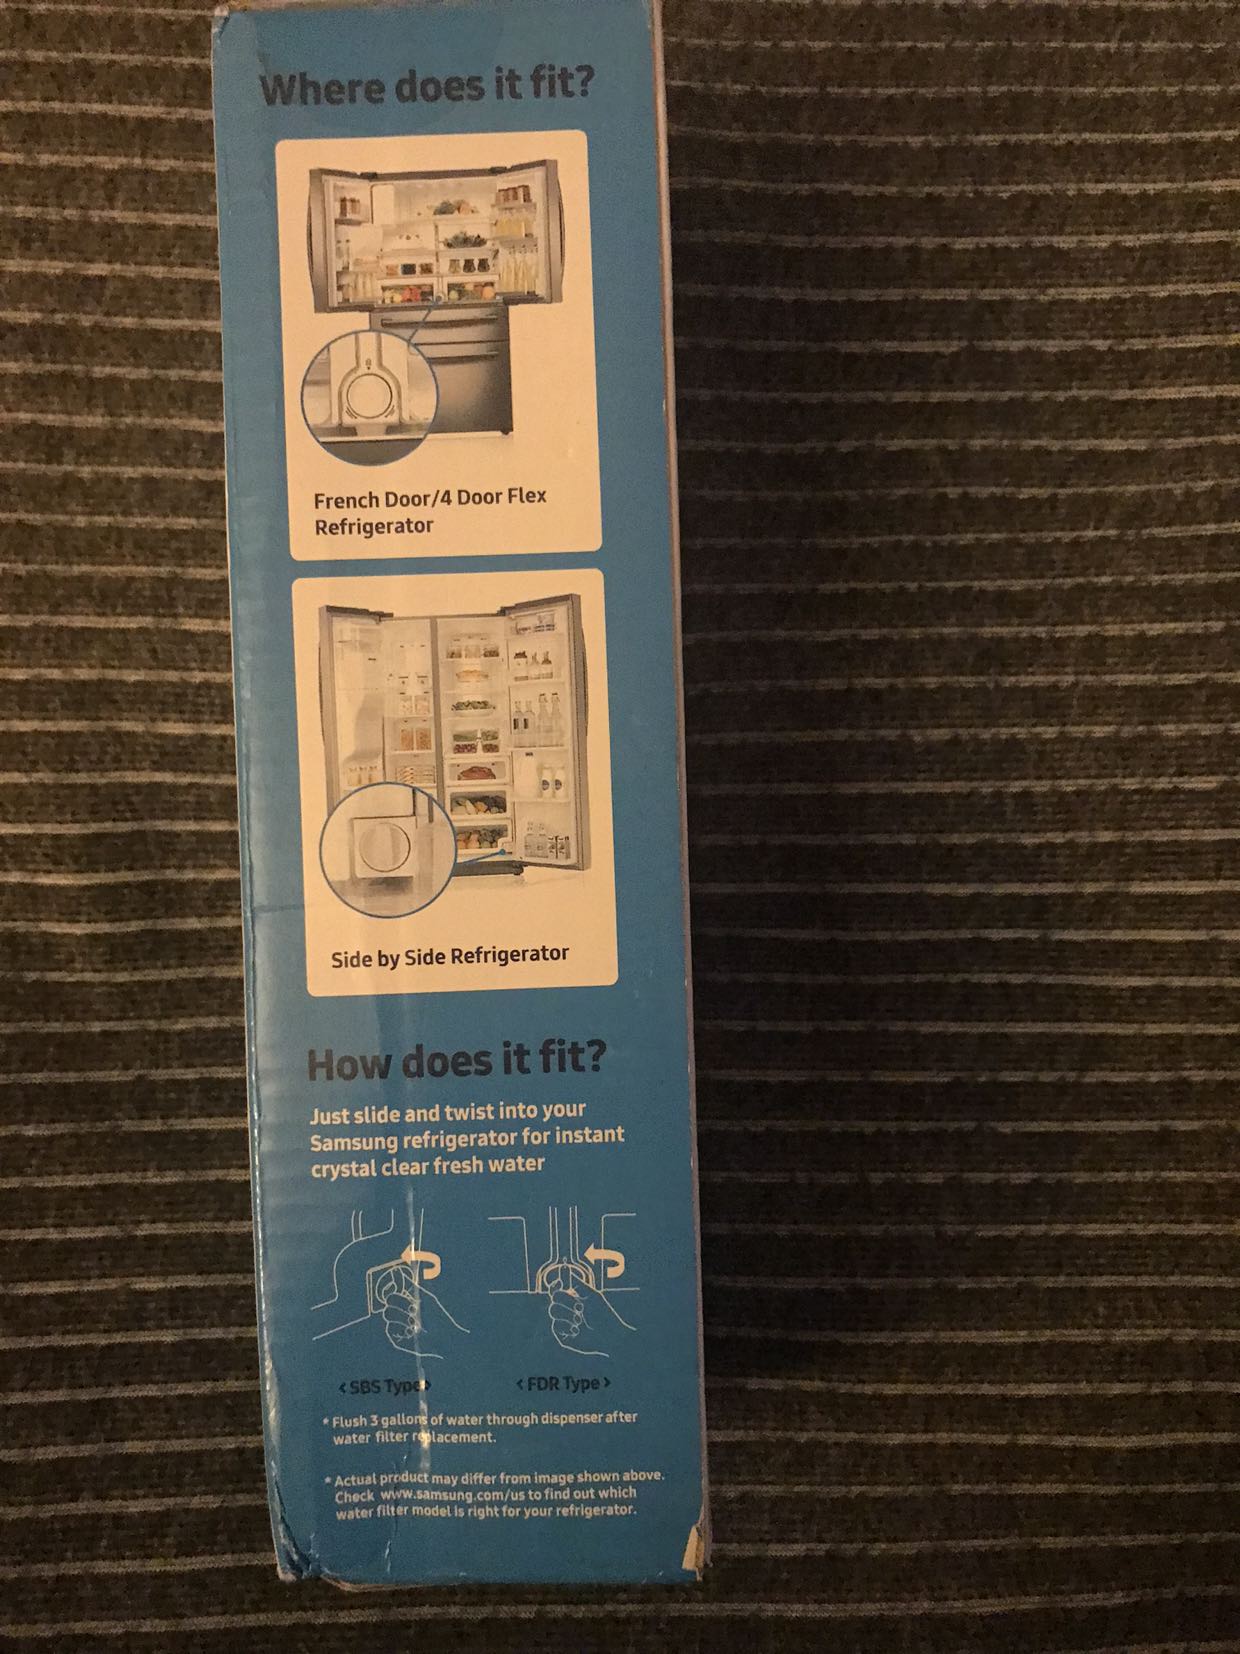 Where does it fit?
French Door/4 Door Flex
Refrigerator
Side by Side Refrigerator
How does it fit?
Just slide and twist into your
Samsung refrigerator for instant
crystal clear fresh water
< SBS Type>
< FDR Type >
* Flush 3 gallons of water through dispenser after
water filter replacement.
* Actual product may differ from image shown above.
Check www.samsung.com/us to find out which
water filter model is right for your refrigerator.